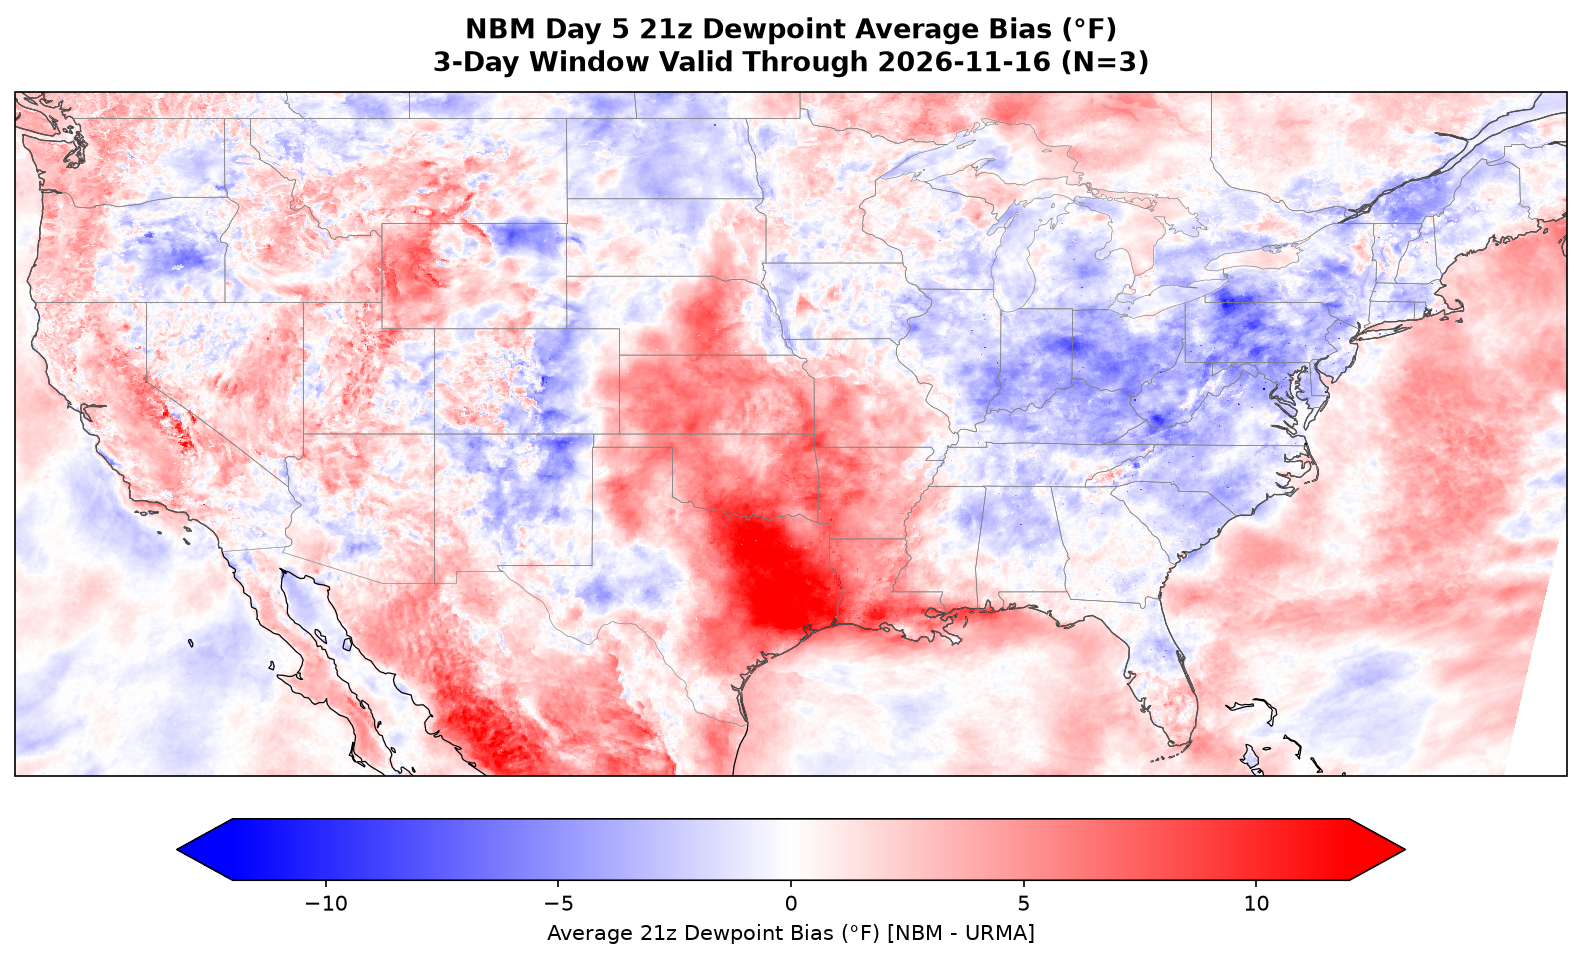 NBM Day 5 21z Dewpoint Average Bias (°F)
3-Day Window Valid Through 2026-11-16 (N=3)
−10 −5 0 5 10
Average 21z Dewpoint Bias (°F) [NBM - URMA]